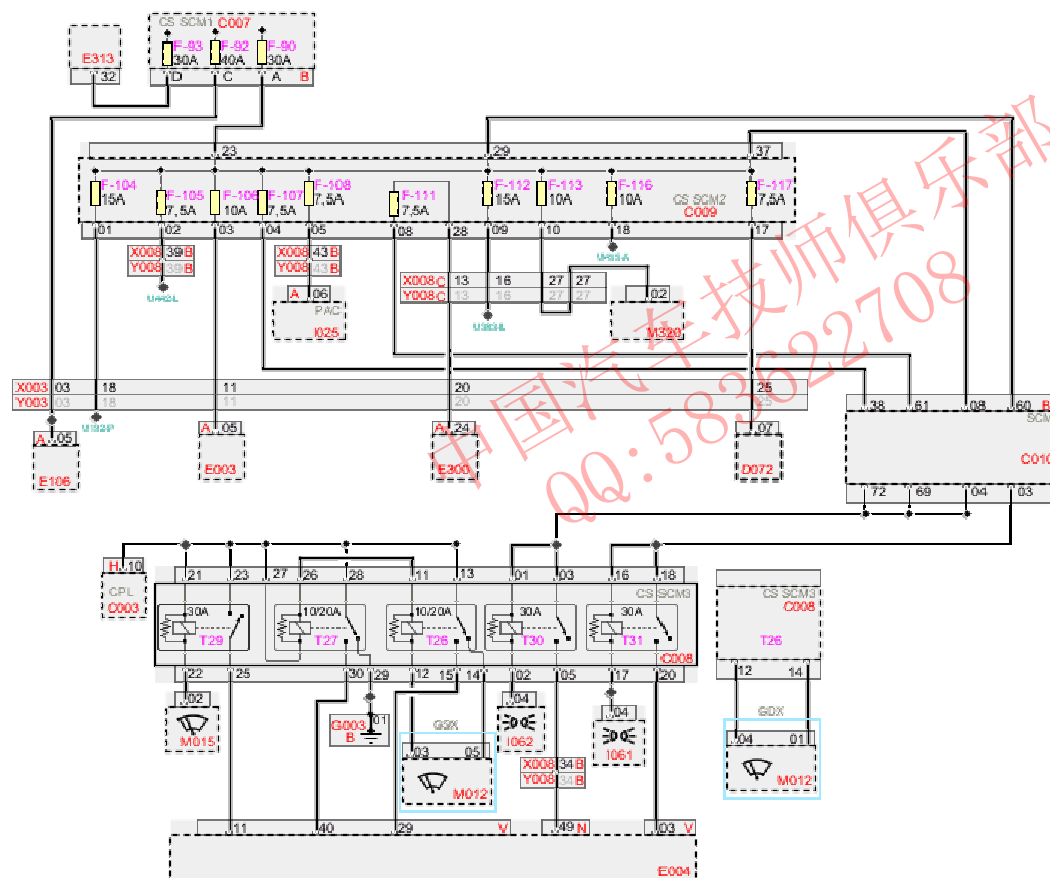 CS SCM1 C007
E313
F-93 F-92 F-90
30A 40A 30A
32 D C A B
23 29 37
F-104 F-105 F-106 F-107 F-108 F-111 F-112 F-113 F-116 F-117
15A 7,5A 10A 7,5A 7,5A 7,5A 15A 10A 10A 7,5A
CS SCM2
C009
01 02 03 04 05 08 28 09 10 18 17
X008 39 B
Y008 39 B
X008 43 B
Y008 43 B
X008 C 13 16 27 27
Y008 C 13 16 27 27
A 06
PAC
I025
02
M320
X003 03 18 11 20 25
Y003 03 18 11 20 25
A 05
E106
A 05
E003
A 24
E300
07
D072
38 61 08 60 B
SCM
C010
72 69 04 03
H 10
CPL
C003
21 23 27 26 28 11 13 01 03 16 18
CS SCM3
30A 10/20A 10/20A 30A 30A
T29 T27 T28 T30 T31
C008
22 25 30 29 12 15 14 02 05 17 20
CS SCM3
C008
T26
12 14
02
M015
G003 01
B
GSX
03 05
M012
04
I062
04
I061
X008 34 B
Y008 34 B
GDX
04 01
M012
11 40 29 V 49 N 03 V
E004
中国汽车技师俱乐部
QQ:583622708